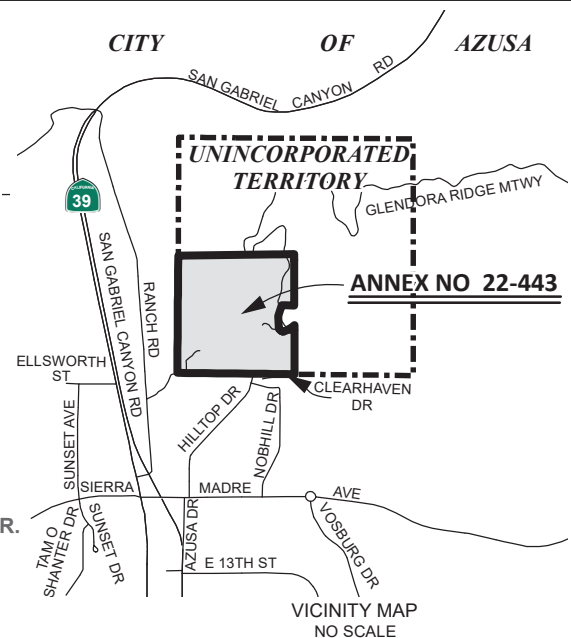 CITY OF AZUSA
SAN GABRIEL CANYON RD
UNINCORPORATED
TERRITORY
GLENDORA RIDGE MTWY
CALIFORNIA
39
SAN GABRIEL CANYON RD
RANCH RD
ANNEX NO 22-443
ELLSWORTH
ST
CLEARHAVEN
DR
HILLTOP DR
NOBHILL DR
SUNSET AVE
SIERRA MADRE AVE
R.
TAM O
SHANTER DR
SUNSET DR
AZUSA DR
VOSBURG DR
E 13TH ST
VICINITY MAP
NO SCALE